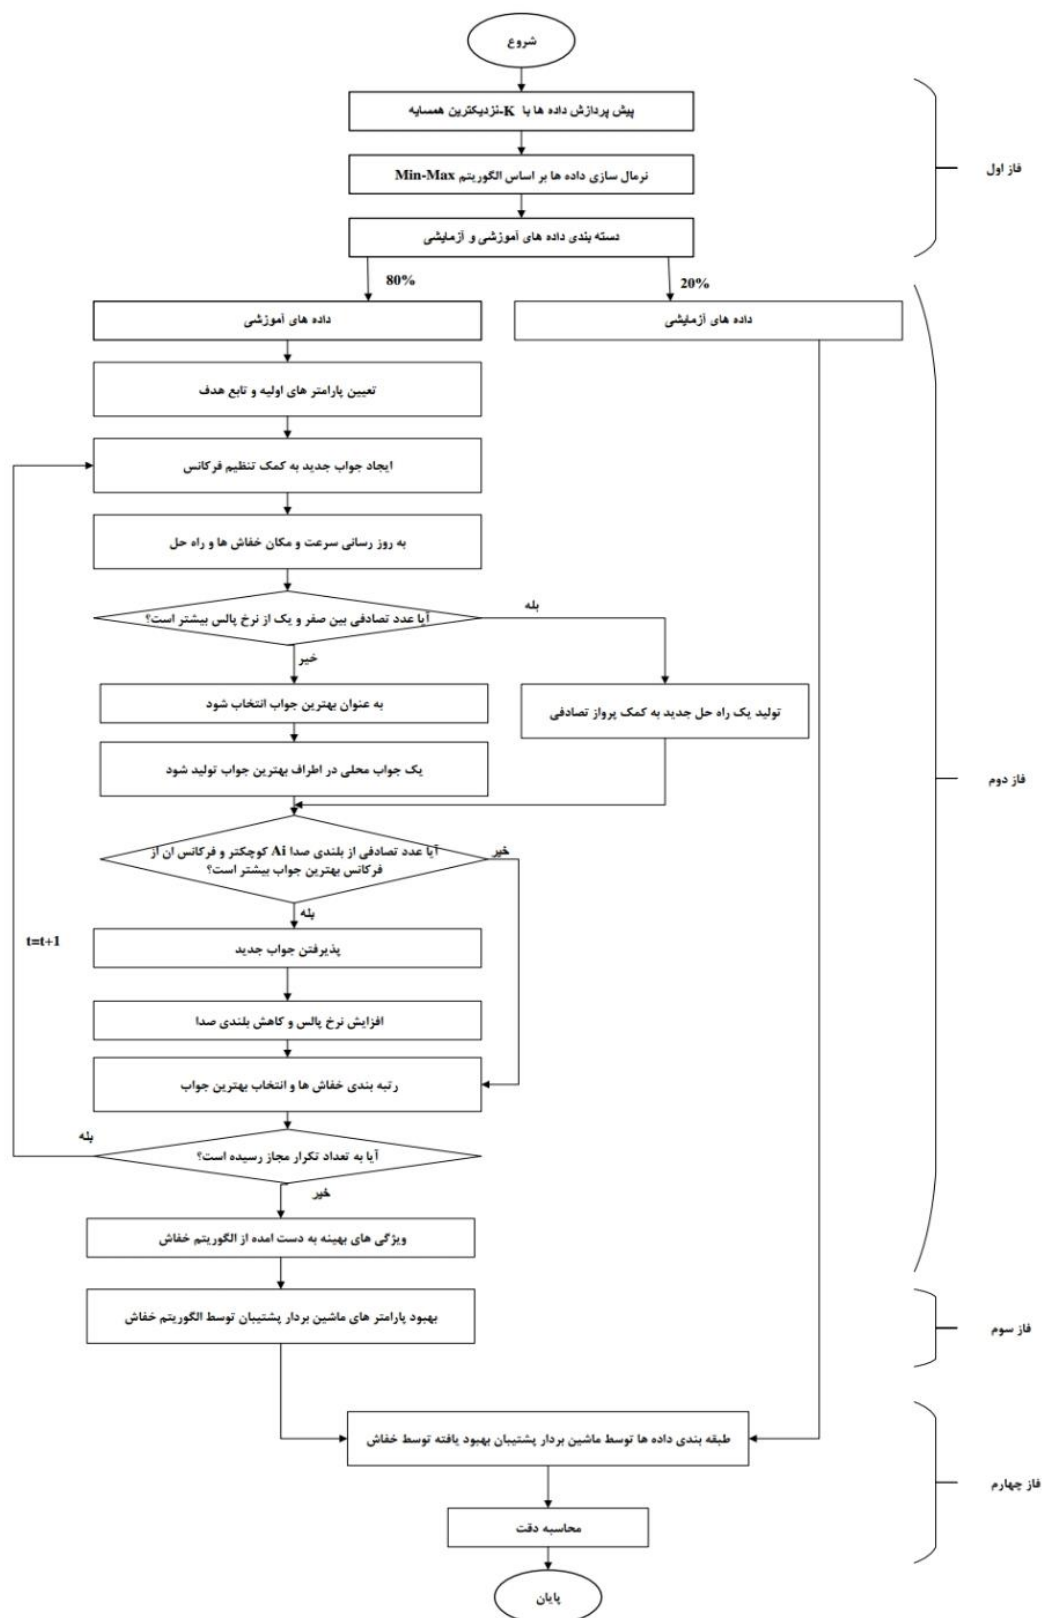 شروع
پیش پردازش داده ها با K-نزدیکترین همسایه
نرمال سازی داده ها بر اساس الگوریتم Min-Max
فاز اول
دسته بندی داده های آموزشی و آزمایشی
80%
20%
داده های آموزشی
داده های آزمایشی
تعیین پارامتر های اولیه و تابع هدف
ایجاد جواب جدید به کمک تنظیم فرکانس
به روز رسانی سرعت و مکان خفاش ها و راه حل
آیا عدد تصادفی بین صفر و یک از نرخ پالس بیشتر است؟
بله
خیر
به عنوان بهترین جواب انتخاب شود
تولید یک راه حل جدید به کمک پرواز تصادفی
یک جواب محلی در اطراف بهترین جواب تولید شود
فاز دوم
آیا عدد تصادفی از بلندی صدا Ai کوچکتر و فرکانس ان از
فرکانس بهترین جواب بیشتر است؟
خیر
بله
t=t+1
پذیرفتن جواب جدید
افزایش نرخ پالس و کاهش بلندی صدا
رتبه بندی خفاش ها و انتخاب بهترین جواب
بله
آیا به تعداد تکرار مجاز رسیده است؟
خیر
ویژگی های بهینه به دست امده از الگوریتم خفاش
بهبود پارامتر های ماشین بردار پشتیبان توسط الگوریتم خفاش
فاز سوم
طبقه بندی داده ها توسط ماشین بردار پشتیبان بهبود یافته توسط خفاش
فاز چهارم
محاسبه دقت
پایان